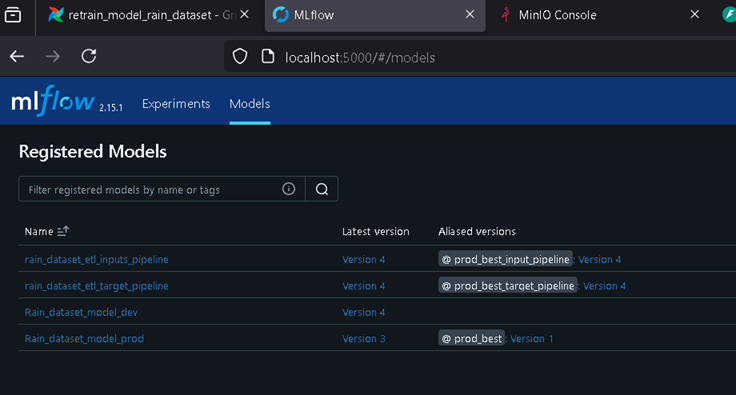 retrain_model_rain_dataset - Gri
MLflow
MinIO Console
localhost:5000/#/models
mlflow 2.15.1 Experiments Models
Registered Models
Filter registered models by name or tags
Name Latest version Aliased versions
rain_dataset_etl_inputs_pipeline Version 4 @ prod_best_input_pipeline: Version 4
rain_dataset_etl_target_pipeline Version 4 @ prod_best_target_pipeline: Version 4
Rain_dataset_model_dev Version 4
Rain_dataset_model_prod Version 3 @ prod_best: Version 1